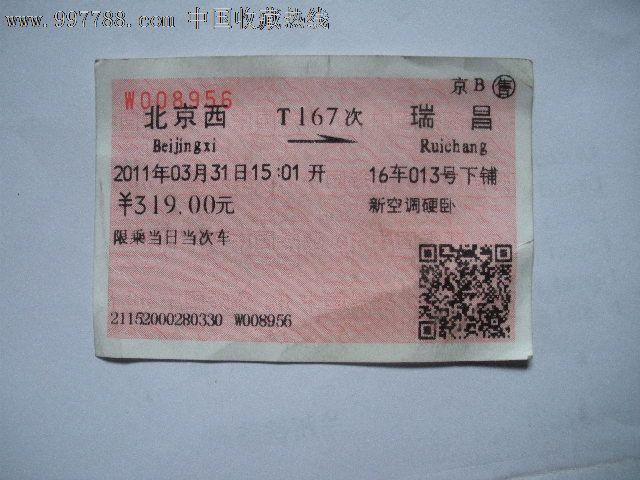 www.997788.com 中国收藏热线
京B 售
W008956
北京西 T167次 瑞昌
Beijingxi Ruichang
2011年03月31日15:01开 16车013号下铺
￥319.00元 新空调硬卧
限乘当日当次车
21152000280330 W008956